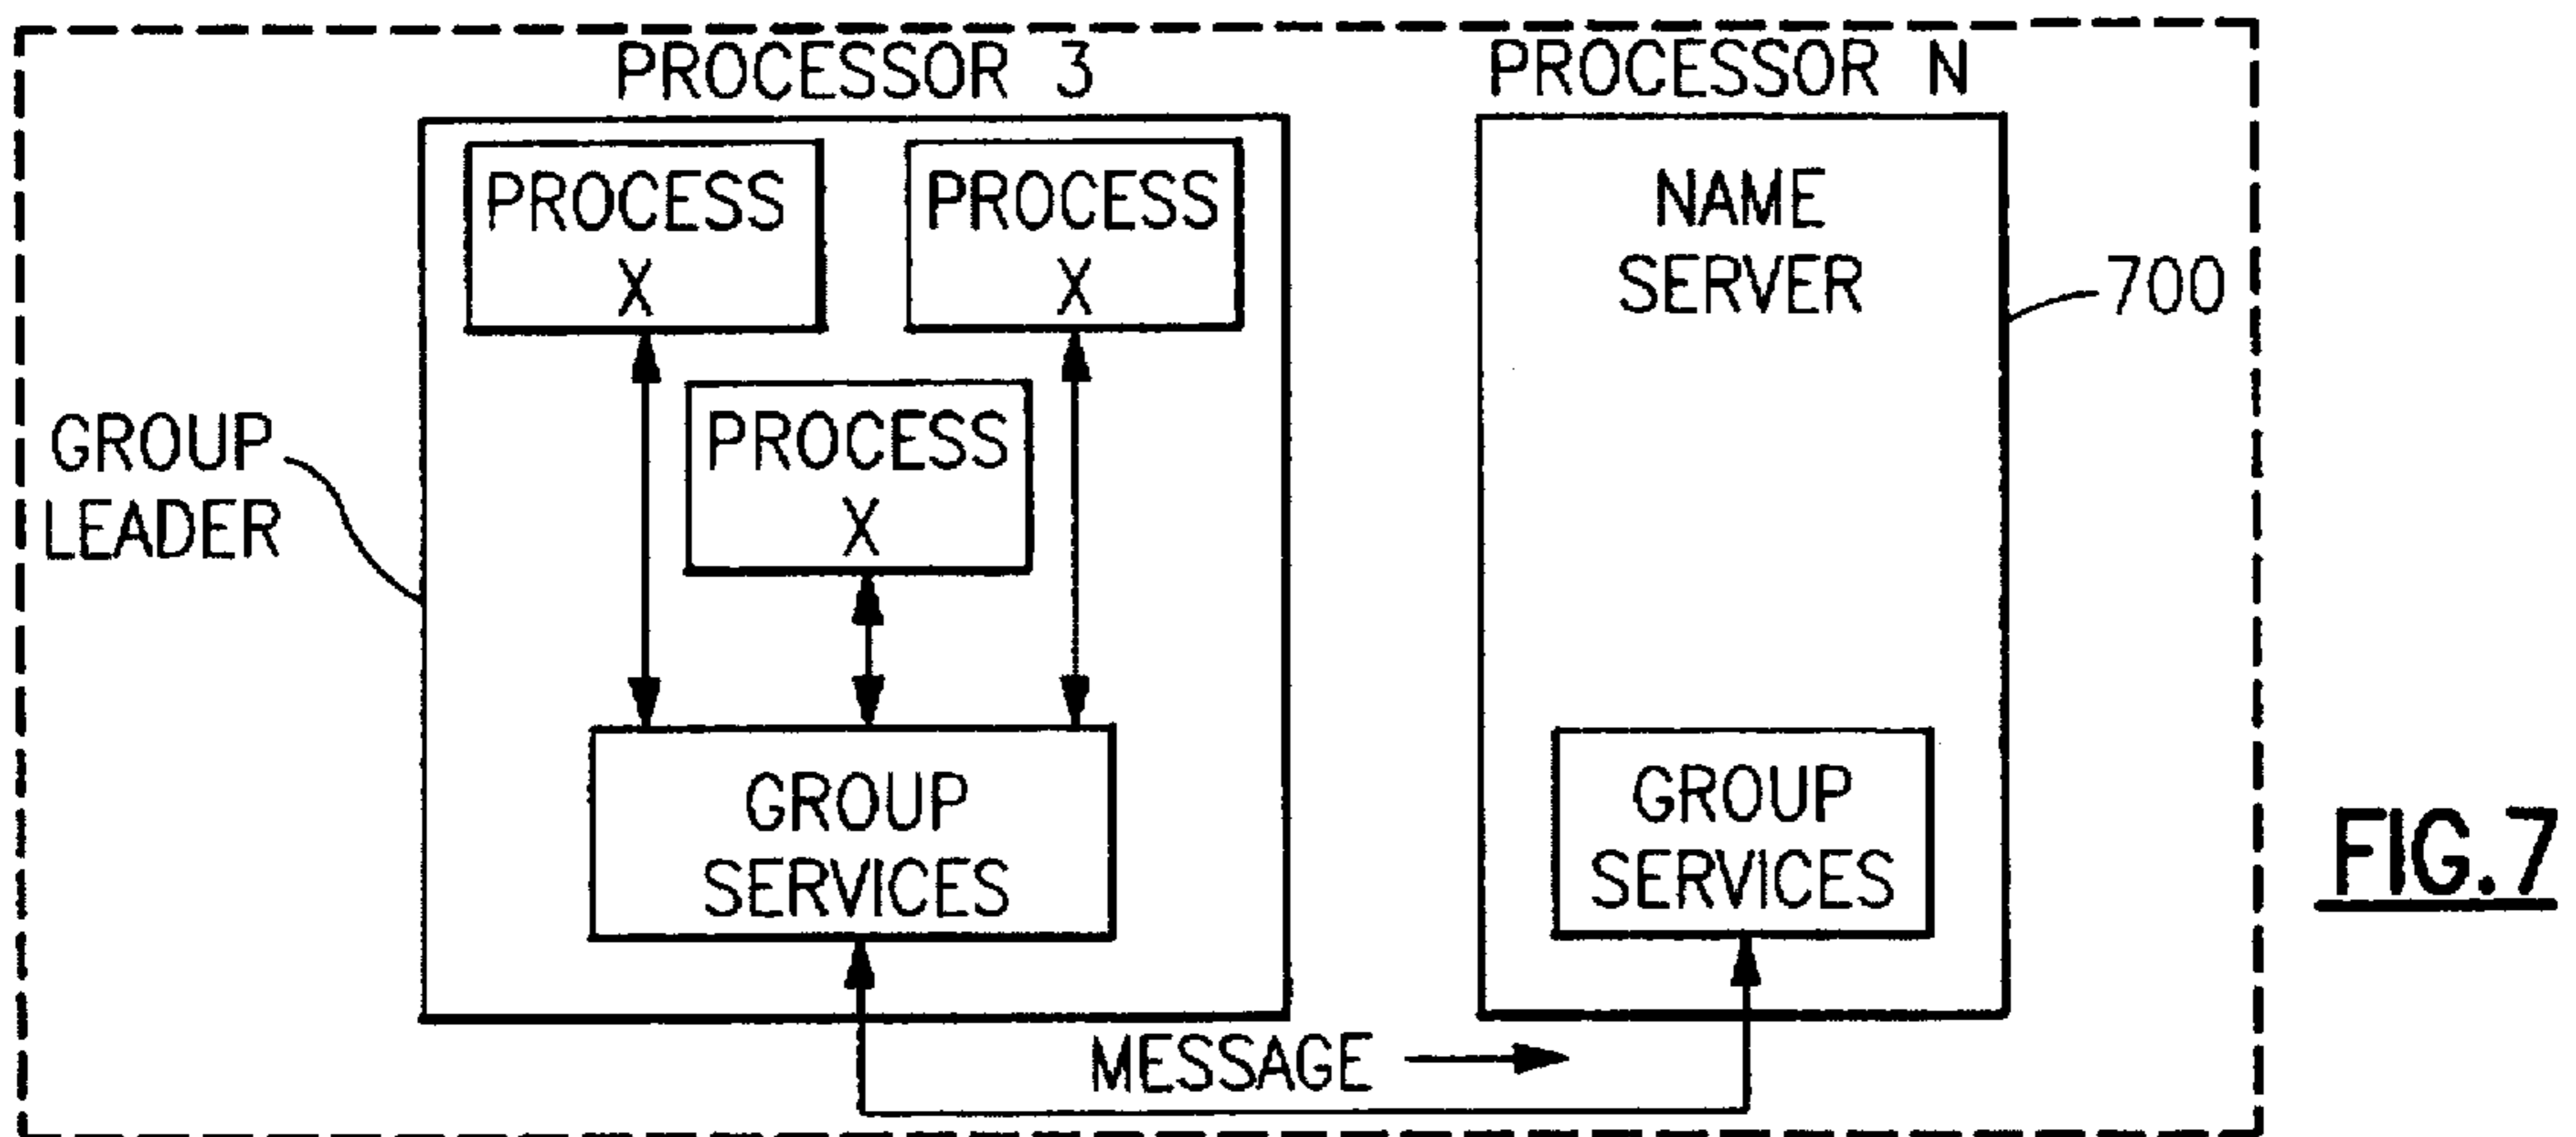 PROCESSOR 3
PROCESSOR N
PROCESS
X
PROCESS
X
NAME
SERVER
700
GROUP
LEADER
PROCESS
X
GROUP
SERVICES
GROUP
SERVICES
MESSAGE
FIG.7